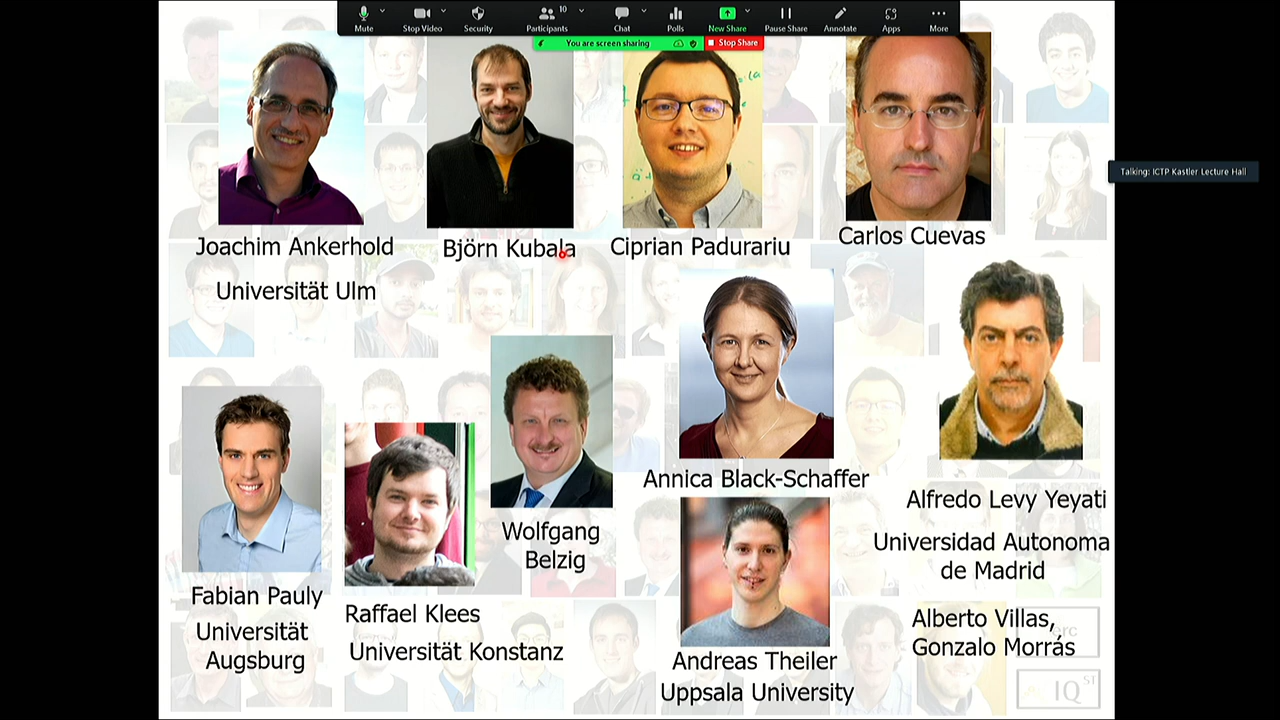 Mute
Stop Video
Security
Participants
10
Chat
Polls
New Share
Pause Share
Annotate
Apps
More
You are screen sharing
Stop Share
Talking: ICTP Kastler Lecture Hall
Joachim Ankerhold
Björn Kubala
Ciprian Padurariu
Carlos Cuevas
Universität Ulm
Annica Black-Schaffer
Alfredo Levy Yeyati
Wolfgang
Belzig
Universidad Autonoma
de Madrid
Fabian Pauly
Raffael Klees
Universität
Augsburg
Universität Konstanz
Alberto Villas,
Gonzalo Morrás
Andreas Theiler
Uppsala University
IQ ST